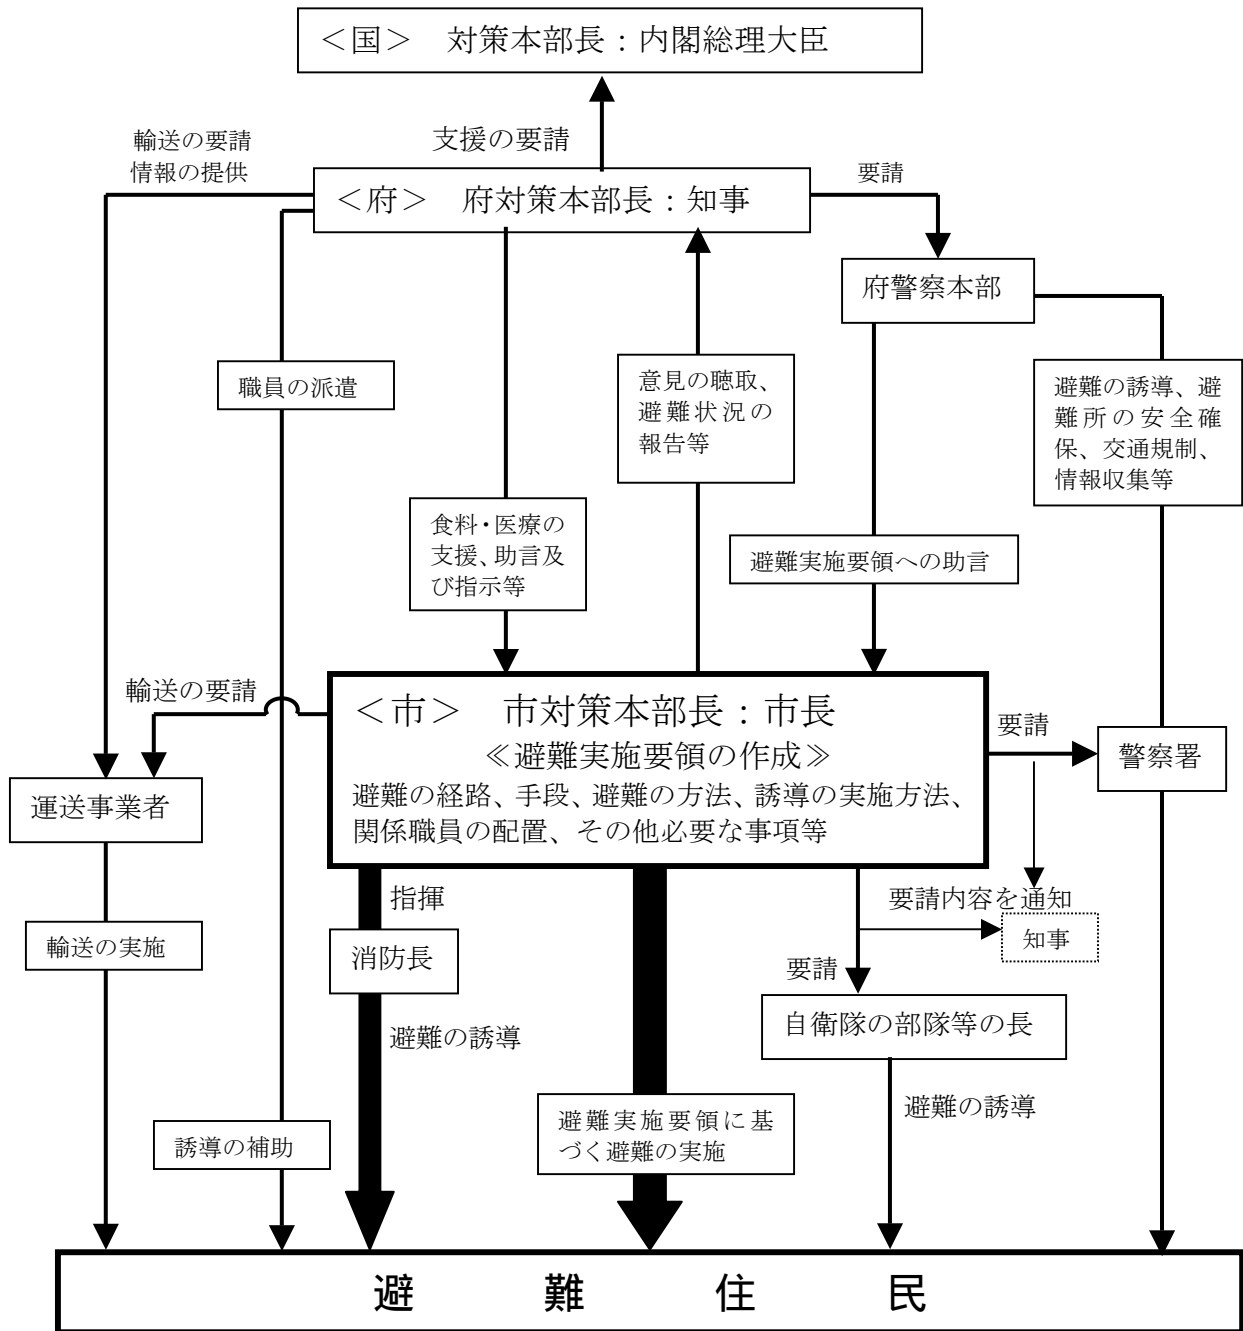 ＜国＞　対策本部長：内閣総理大臣
輸送の要請
情報の提供
支援の要請
要請
＜府＞　府対策本部長：知事
府警察本部
職員の派遣
意見の聴取、
避難状況の
報告等
避難の誘導、避
難所の安全確
保、交通規制、
情報収集等
食料・医療の
支援、助言及
び指示等
避難実施要領への助言
輸送の要請
＜市＞　市対策本部長：市長
≪避難実施要領の作成≫
避難の経路、手段、避難の方法、誘導の実施方法、
関係職員の配置、その他必要な事項等
要請
警察署
運送事業者
指揮
要請内容を通知
知事
輸送の実施
消防長
要請
自衛隊の部隊等の長
避難の誘導
避難の誘導
避難実施要領に基
づく避難の実施
誘導の補助
避難住民